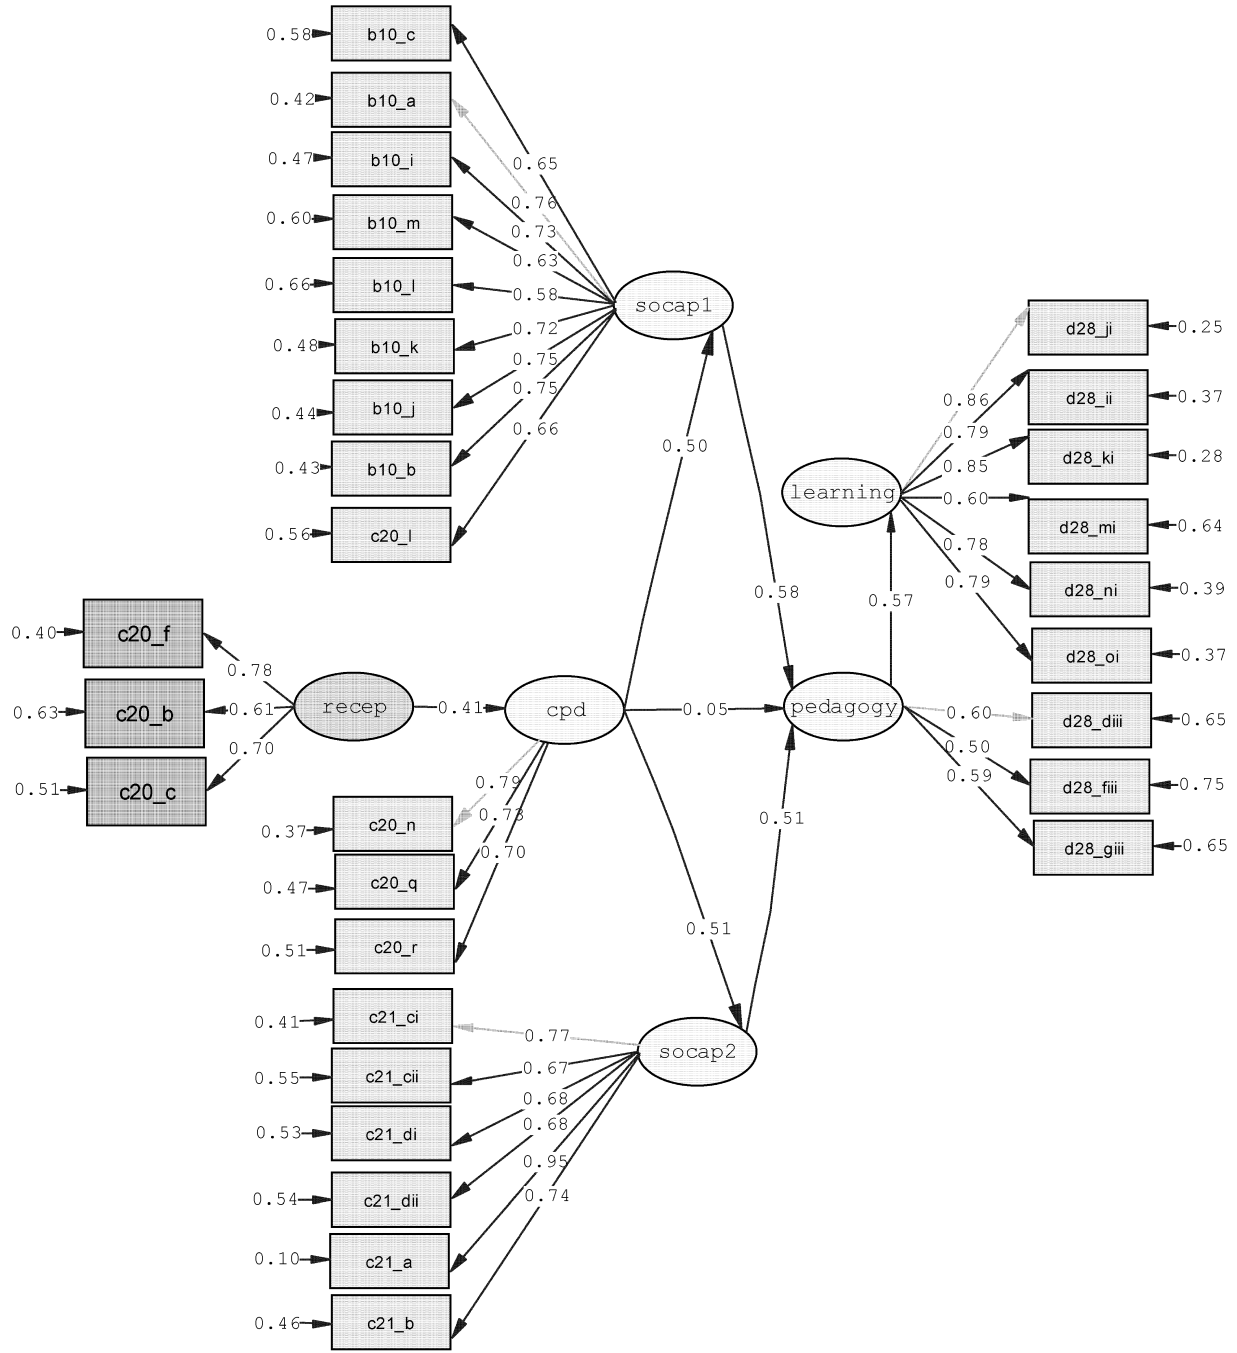 0.58 b10_c
0.42 b10_a
0.47 b10_i
0.60 b10_m
0.66 b10_l
0.48 b10_k
0.44 b10_j
0.43 b10_b
0.56 c20_l
0.65
0.76
0.73
0.63
0.58
0.72
0.75
0.75
0.66
socap1
0.50
0.58
learning
0.57
0.86
0.79
0.85
0.60
0.78
0.79
d28_ji 0.25
d28_ii 0.37
d28_ki 0.28
d28_mi 0.64
d28_ni 0.39
d28_oi 0.37
0.40 c20_f
0.63 c20_b
0.51 c20_c
0.78
0.61
0.70
recep
0.41
cpd
0.05
pedagogy
0.60
0.50
0.59
d28_diii 0.65
d28_fiii 0.75
d28_giii 0.65
0.79
0.73
0.70
0.37 c20_n
0.47 c20_q
0.51 c20_r
0.51
0.51
socap2
0.77
0.67
0.68
0.68
0.95
0.74
0.41 c21_ci
0.55 c21_cii
0.53 c21_di
0.54 c21_dii
0.10 c21_a
0.46 c21_b